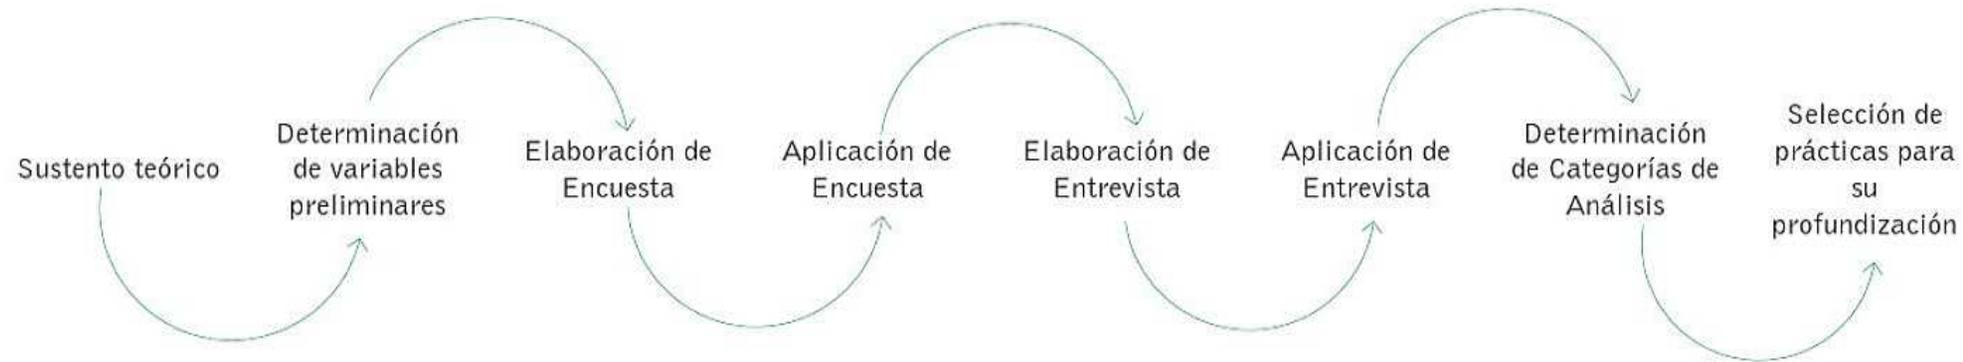 Sustento teórico
Determinación
de variables
preliminares
Elaboración de
Encuesta
Aplicación de
Encuesta
Elaboración de
Entrevista
Aplicación de
Entrevista
Determinación
de Categorías de
Análisis
Selección de
prácticas para
su
profundización